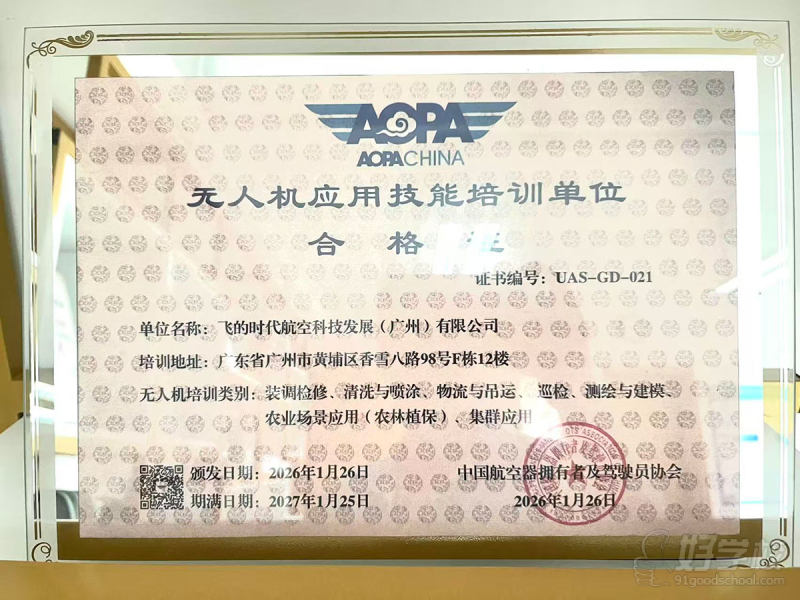 AOPA
AOPA CHINA
无人机应用技能培训单位
合格证
证书编号：UAS-GD-021
单位名称：飞的时代航空科技发展（广州）有限公司
培训地址：广东省广州市黄埔区香雪八路98号F栋12楼
无人机培训类别：装调检修、清洗与喷涂、物流与吊运、巡检、测绘与建模、
农业场景应用（农林植保）、集群应用
颁发日期：2026年1月26日
中国航空器拥有者及驾驶员协会
期满日期：2027年1月25日
2026年1月26日
好学校
91goodschool.com